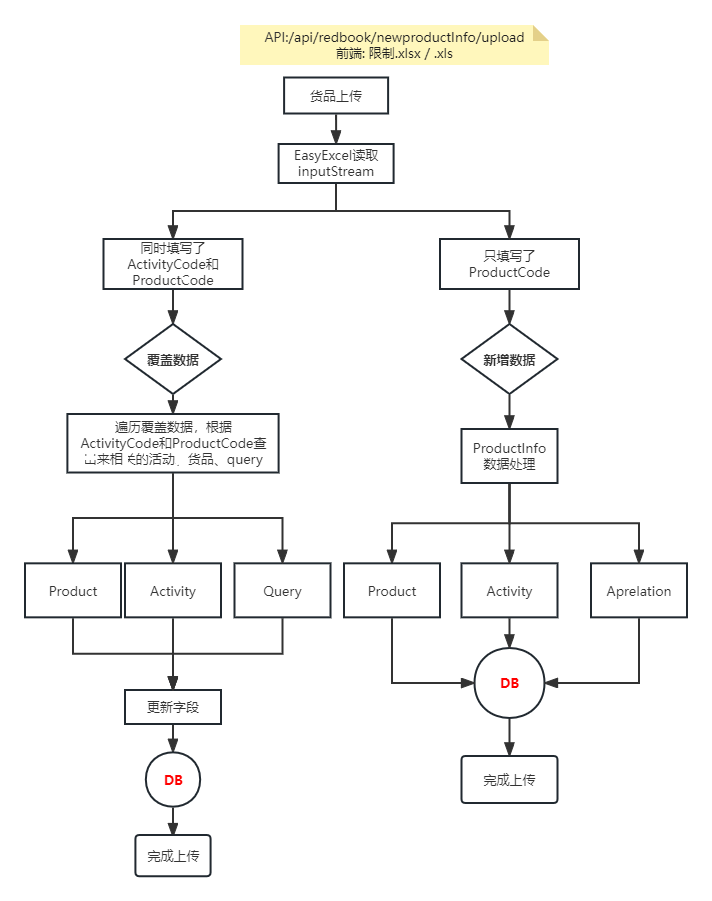 API:/api/redbook/newproductInfo/upload
前端: 限制.xlsx / .xls
货品上传
EasyExcel读取
inputStream
同时填写了
ActivityCode和
ProductCode
只填写了
ProductCode
覆盖数据
新增数据
遍历覆盖数据，根据
ActivityCode和ProductCode查
出来相关的活动、货品、query
ProductInfo
数据处理
Product
Activity
Query
Product
Activity
Aprelation
DB
更新字段
DB
完成上传
完成上传